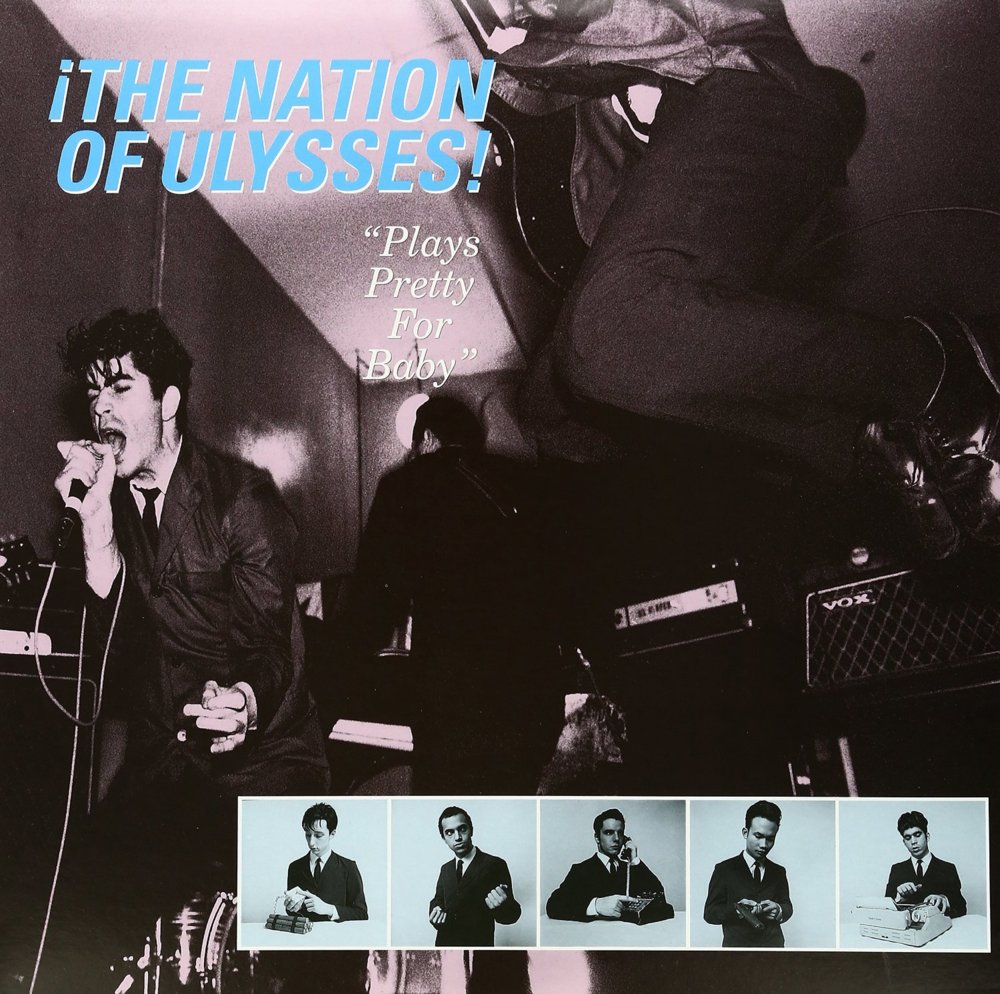 ¡THE NATION
OF ULYSSES!
“Plays
Pretty
For
Baby”
VOX